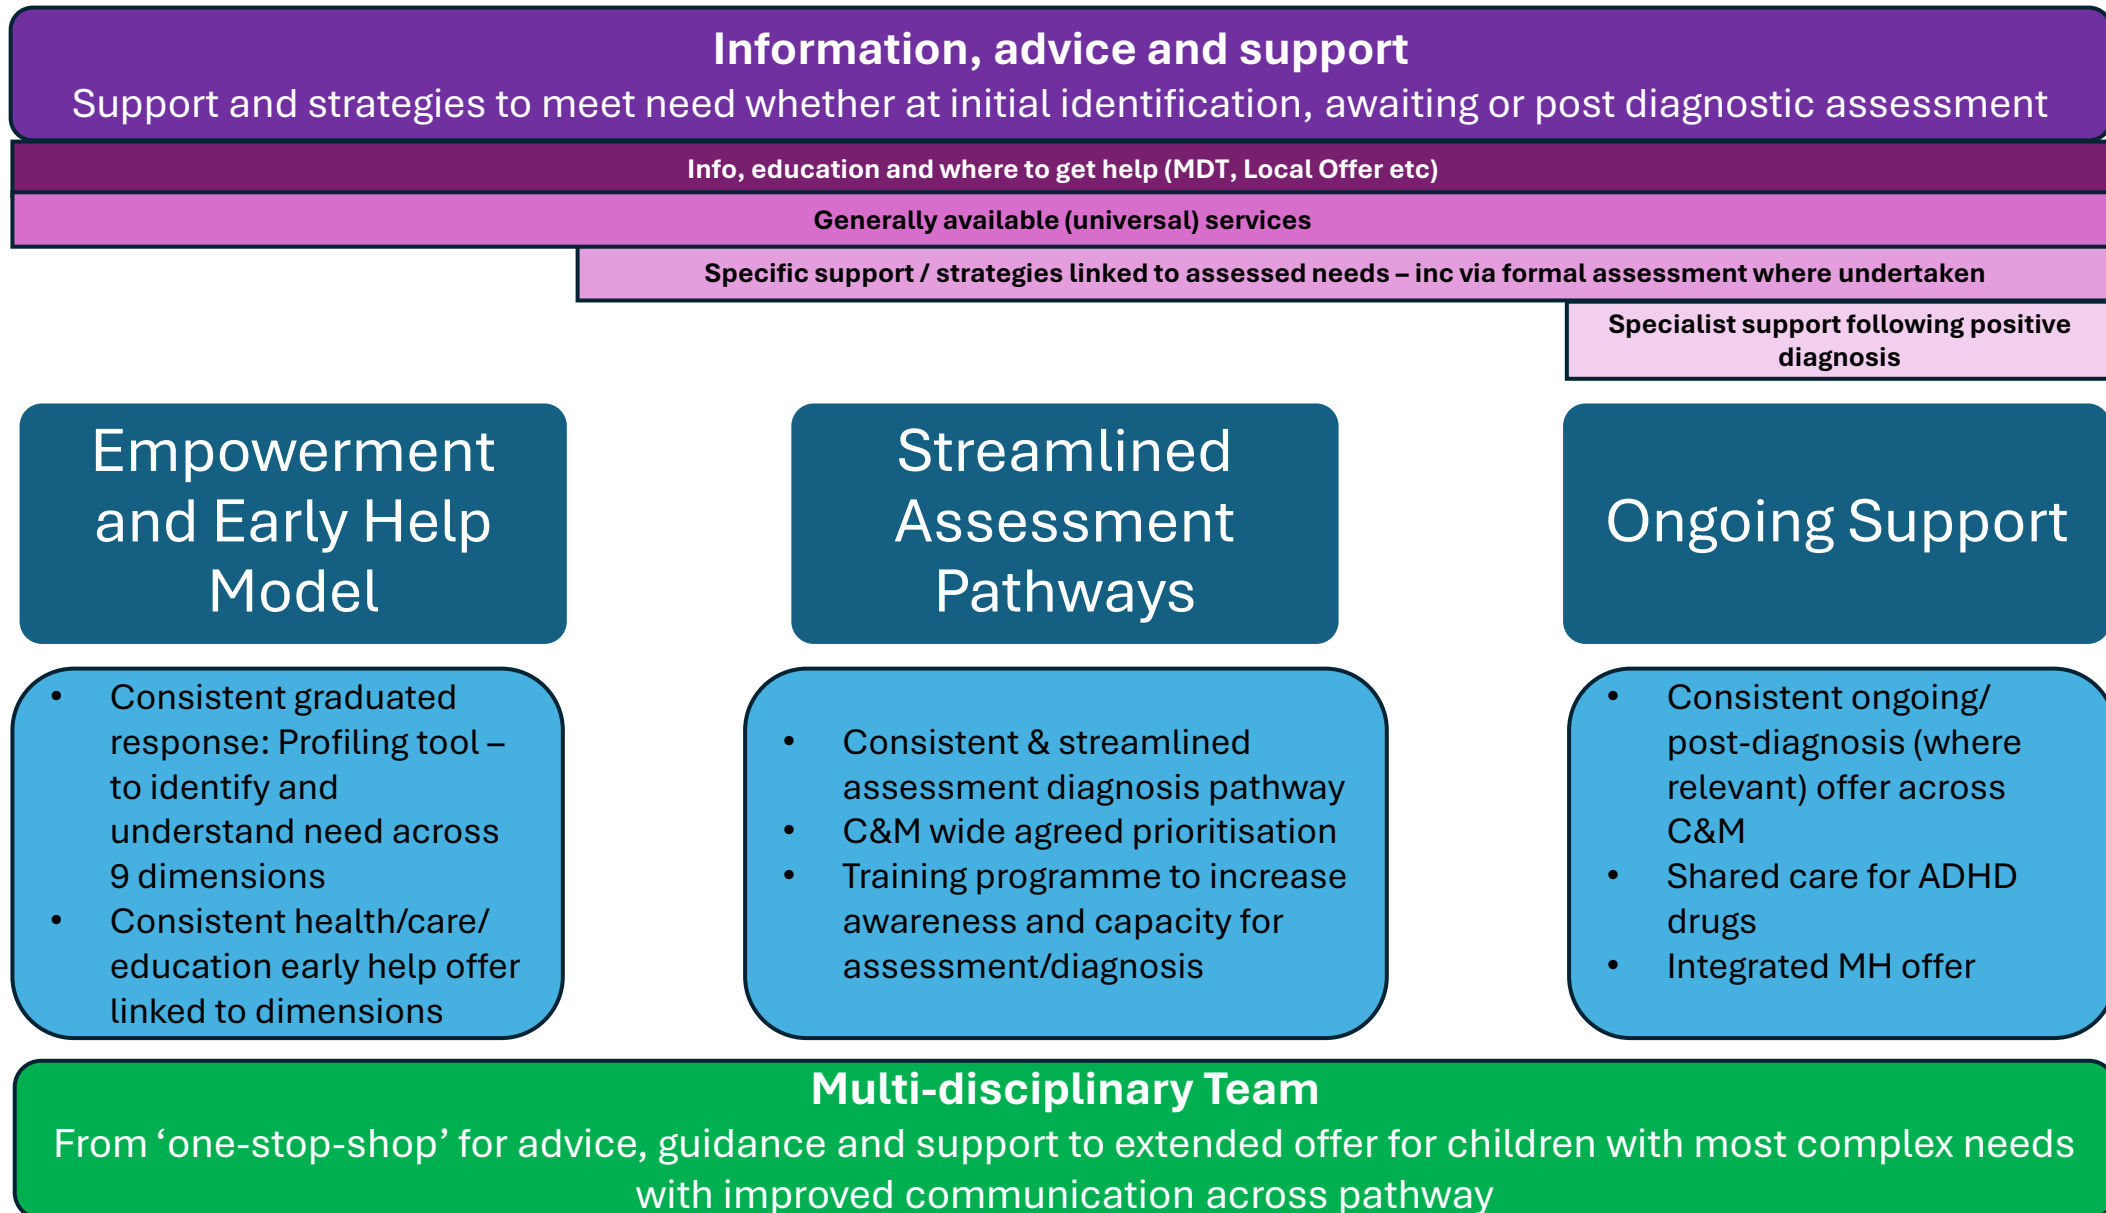 Information, advice and support
Support and strategies to meet need whether at initial identification, awaiting or post diagnostic assessment
Info, education and where to get help (MDT, Local Offer etc)
Generally available (universal) services
Specific support / strategies linked to assessed needs – inc via formal assessment where undertaken
Specialist support following positive
diagnosis
Empowerment
and Early Help
Model
Streamlined
Assessment
Pathways
Ongoing Support
• Consistent graduated
response: Profiling tool –
to identify and
understand need across
9 dimensions
• Consistent health/care/
education early help offer
linked to dimensions
• Consistent & streamlined
assessment diagnosis pathway
• C&M wide agreed prioritisation
• Training programme to increase
awareness and capacity for
assessment/diagnosis
• Consistent ongoing/
post-diagnosis (where
relevant) offer across
C&M
• Shared care for ADHD
drugs
• Integrated MH offer
Multi-disciplinary Team
From ‘one-stop-shop’ for advice, guidance and support to extended offer for children with most complex needs
with improved communication across pathway